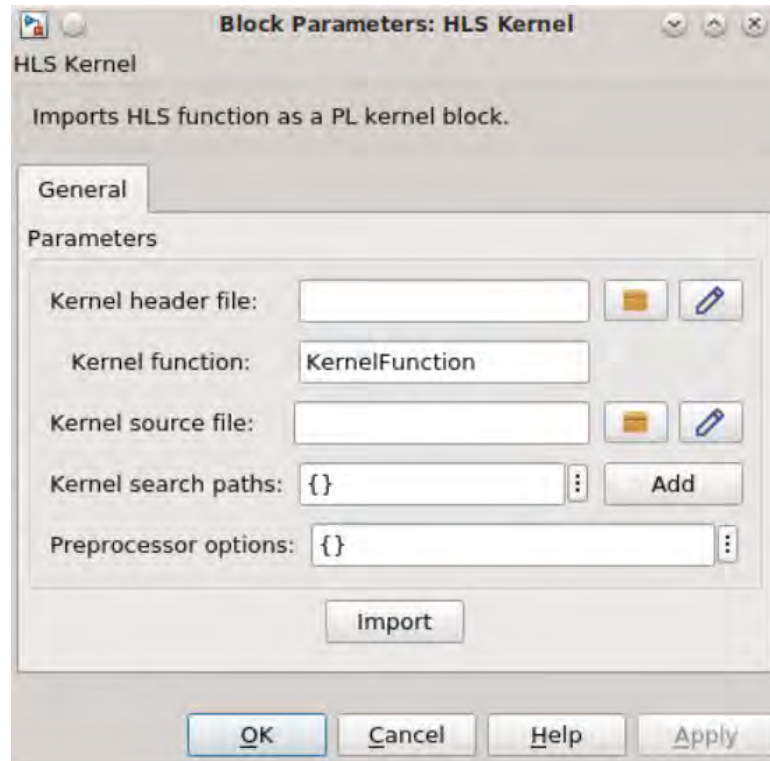 Block Parameters: HLS Kernel
HLS Kernel
Imports HLS function as a PL kernel block.
General
Parameters
Kernel header file:
Kernel function: KernelFunction
Kernel source file:
Kernel search paths: {} Add
Preprocessor options: {}
Import
OK Cancel Help Apply